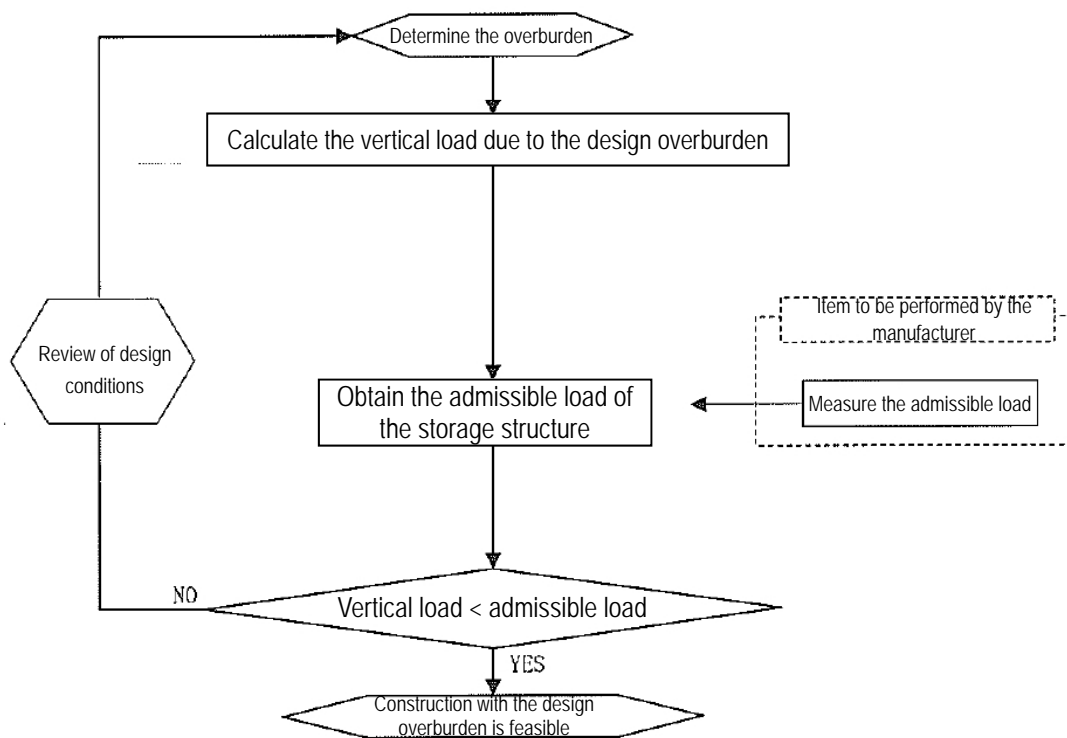 Determine the overburden
Calculate the vertical load due to the design overburden
Item to be performed by the
manufacturer
Review of design
conditions
Obtain the admissible load of
the storage structure
Measure the admissible load
NO
Vertical load < admissible load
YES
Construction with the design
overburden is feasible